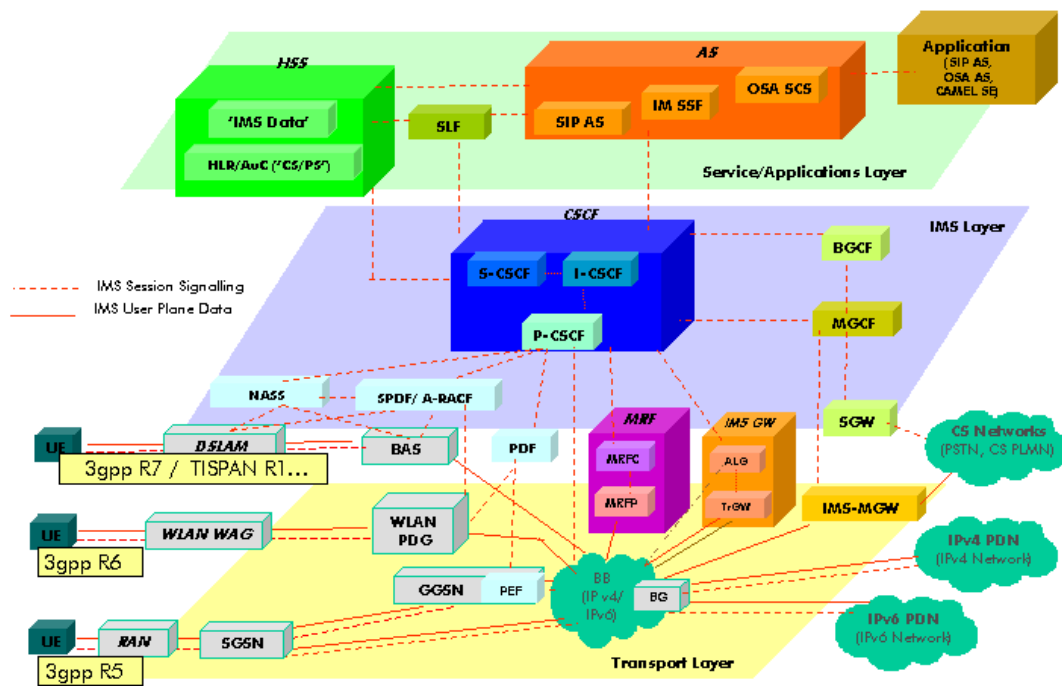 HSS
'IMS Data'
HLR/AuC ('CS/PS')
SLF
AS
SIP AS
IM SSF
OSA SCS
Application
(SIP AS,
OSA AS,
CAMEL SE)
Service/Applications Layer
IMS Session Signalling
IMS User Plane Data
CSCF
S-CSCF
I-CSCF
P-CSCF
IMS Layer
BGCF
MGCF
SGW
NASS
SPDF/ A-RACF
UE
DSLAM
BAS
PDF
3gpp R7 / TISPAN R1...
MRF
MRFC
MRFP
IMS GW
ALG
TrGW
IMS-MGW
CS Networks
(PSTN, CS PLMN)
UE
WLAN WAG
WLAN
PDG
3gpp R6
GGSN
PEF
BB
(IP v4/
IPv6)
BG
IPv4 PDN
(IPv4 Network)
IPv6 PDN
(IPv6 Network)
UE
RAN
SGSN
3gpp R5
Transport Layer